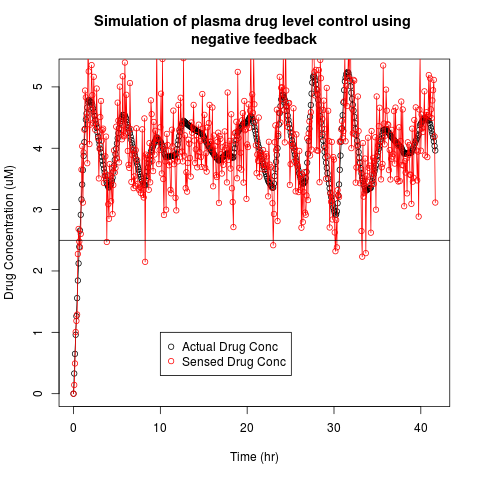 Simulation of plasma drug level control using
negative feedback
Drug Concentration (uM)
5
4
3
2
1
0
Actual Drug Conc
Sensed Drug Conc
0 10 20 30 40
Time (hr)